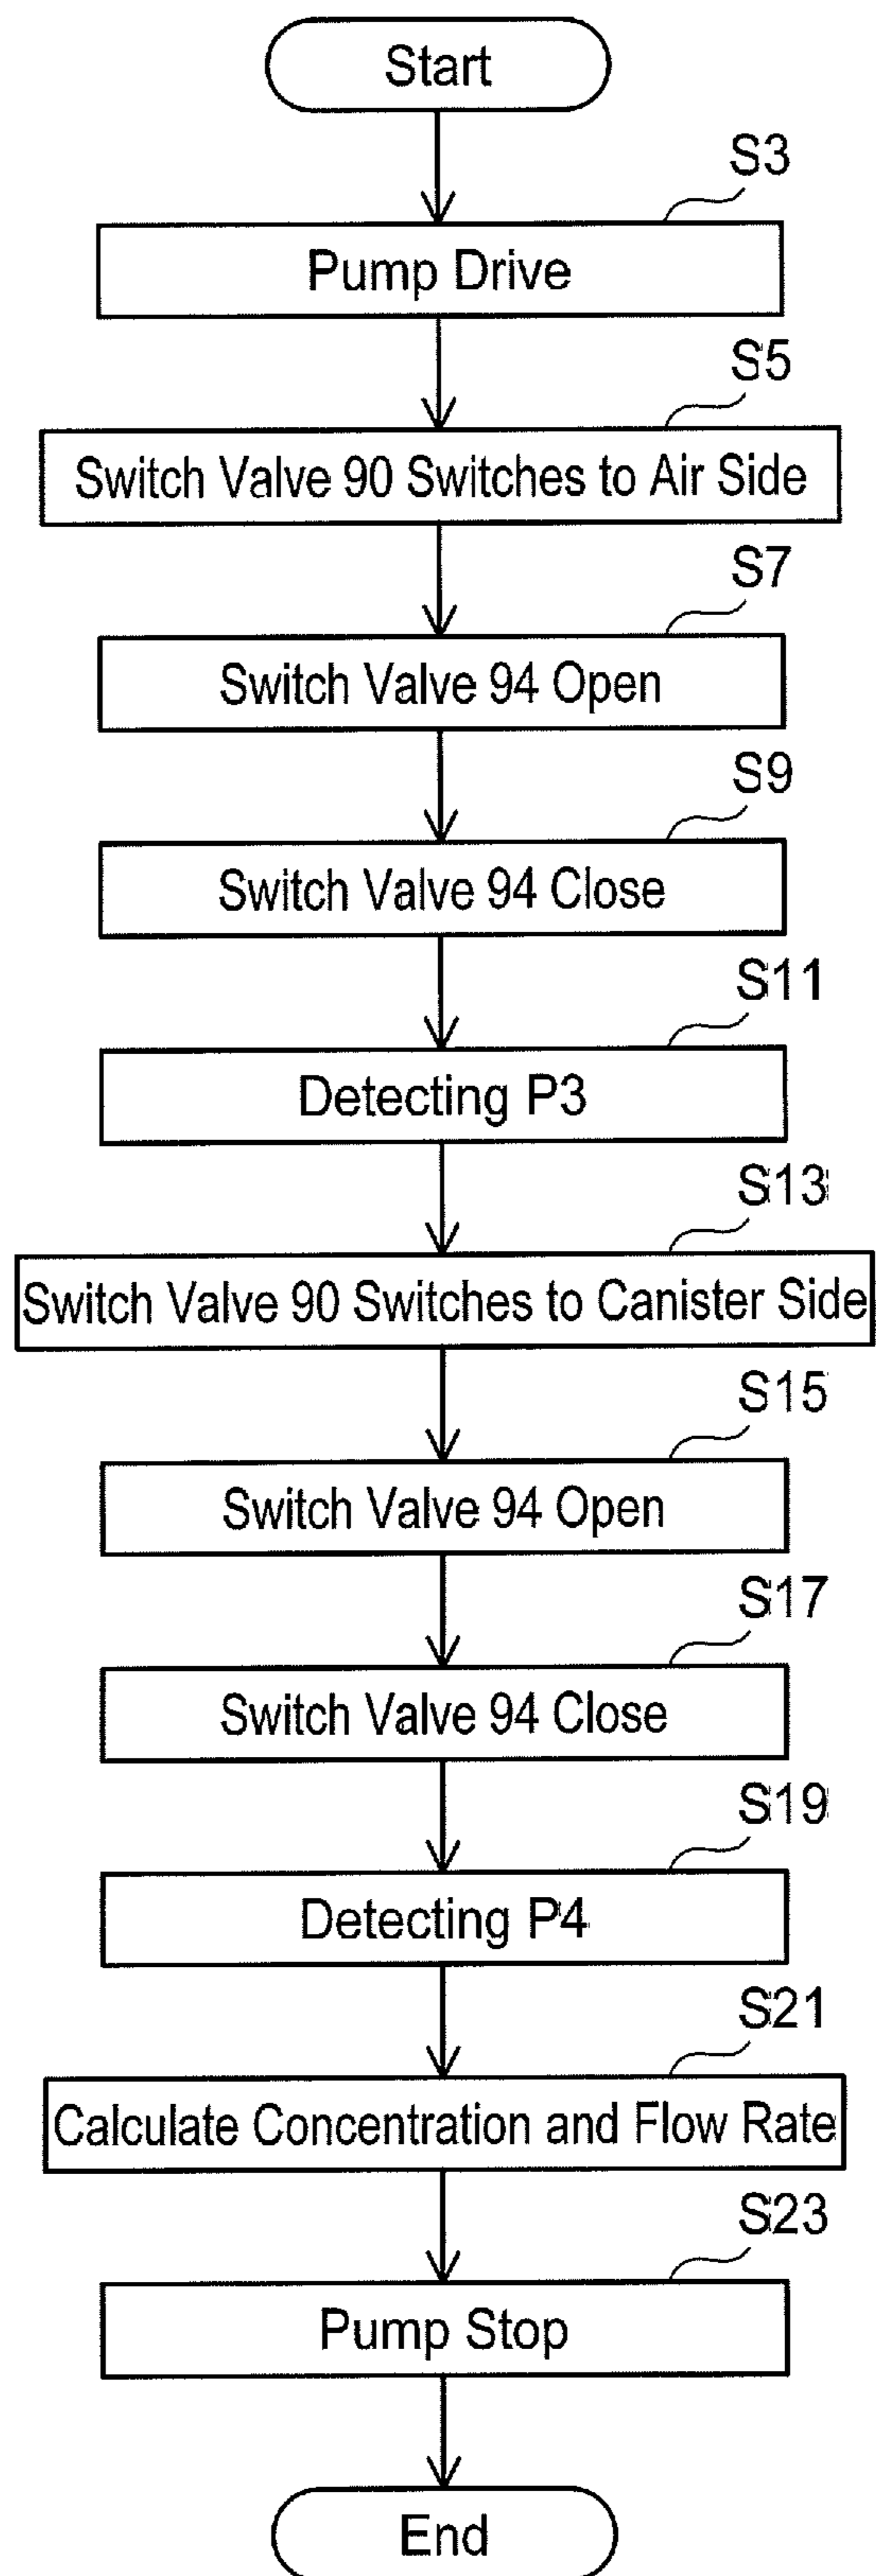 Start
S3
Pump Drive
S5
Switch Valve 90 Switches to Air Side
S7
Switch Valve 94 Open
S9
Switch Valve 94 Close
S11
Detecting P3
S13
Switch Valve 90 Switches to Canister Side
S15
Switch Valve 94 Open
S17
Switch Valve 94 Close
S19
Detecting P4
S21
Calculate Concentration and Flow Rate
S23
Pump Stop
End